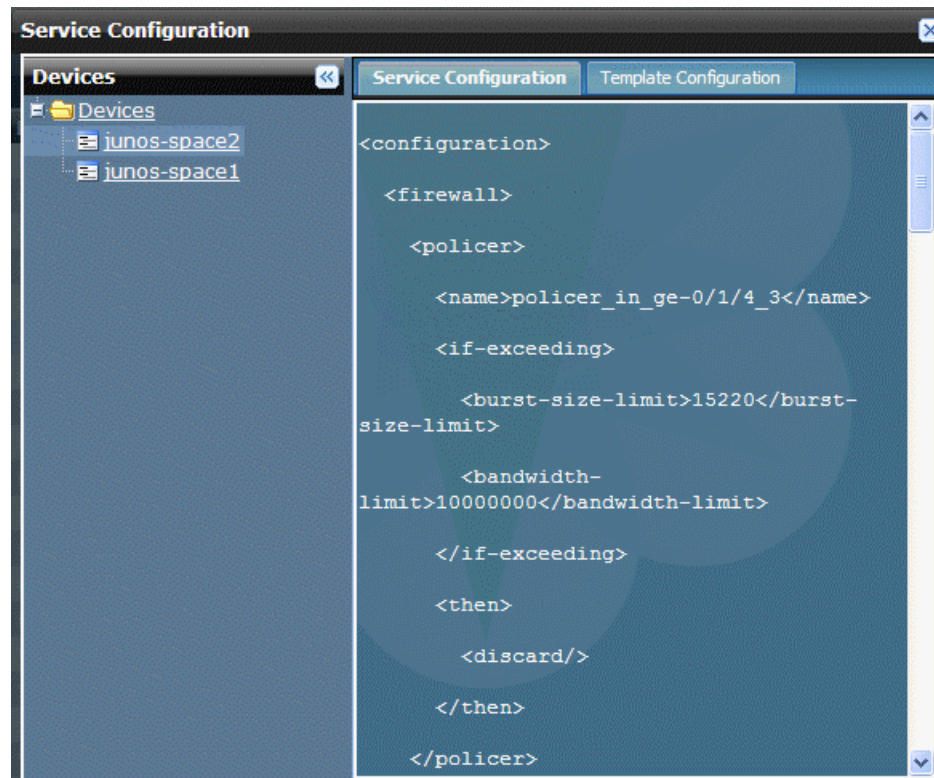 Service Configuration
Devices
Devices
junos-space2
junos-space1
Service Configuration
Template Configuration
<configuration>
<firewall>
<policer>
<name>policer_in_ge-0/1/4_3</name>
<if-exceeding>
<burst-size-limit>15220</burst-
size-limit>
<bandwidth-
limit>10000000</bandwidth-limit>
</if-exceeding>
<then>
<discard/>
</then>
</policer>